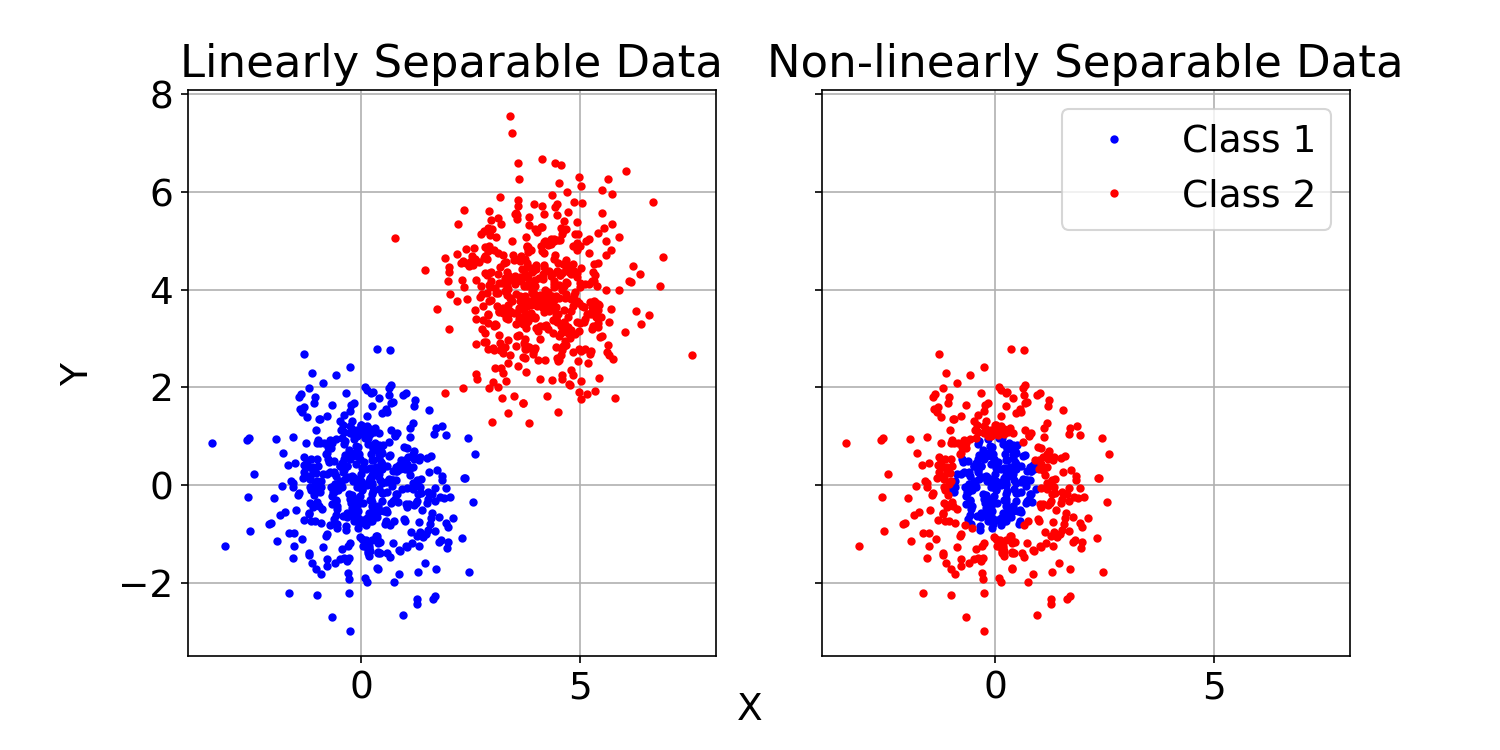 Linearly Separable Data
Non-linearly Separable Data
8
6
4
2
0
−2
Y
0
5
Class 1
Class 2
0
5
X